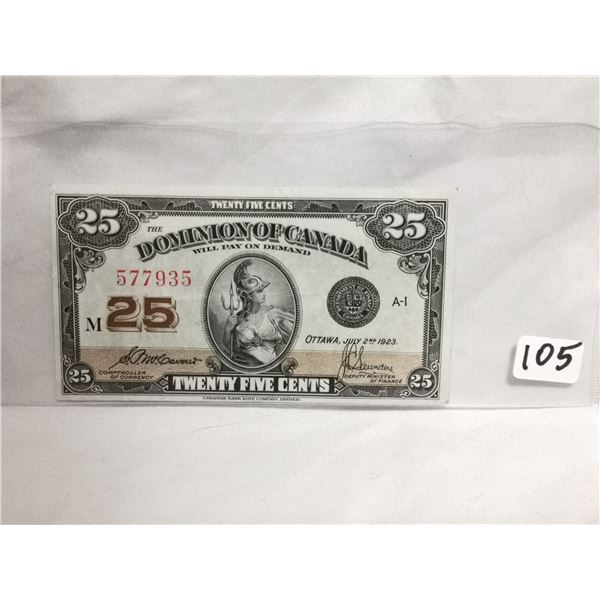 TWENTY FIVE CENTS
25 25
THE
DOMINION OF CANADA
WILL PAY ON DEMAND
577935
M 25
A-1
OTTAWA, JULY 2ND 1923.
COMPTROLLER
OF CURRENCY
J.C. Saunders
DEPUTY MINISTER
OF FINANCE
25 TWENTY FIVE CENTS 25
CANADIAN BANK NOTE COMPANY, LIMITED.
105